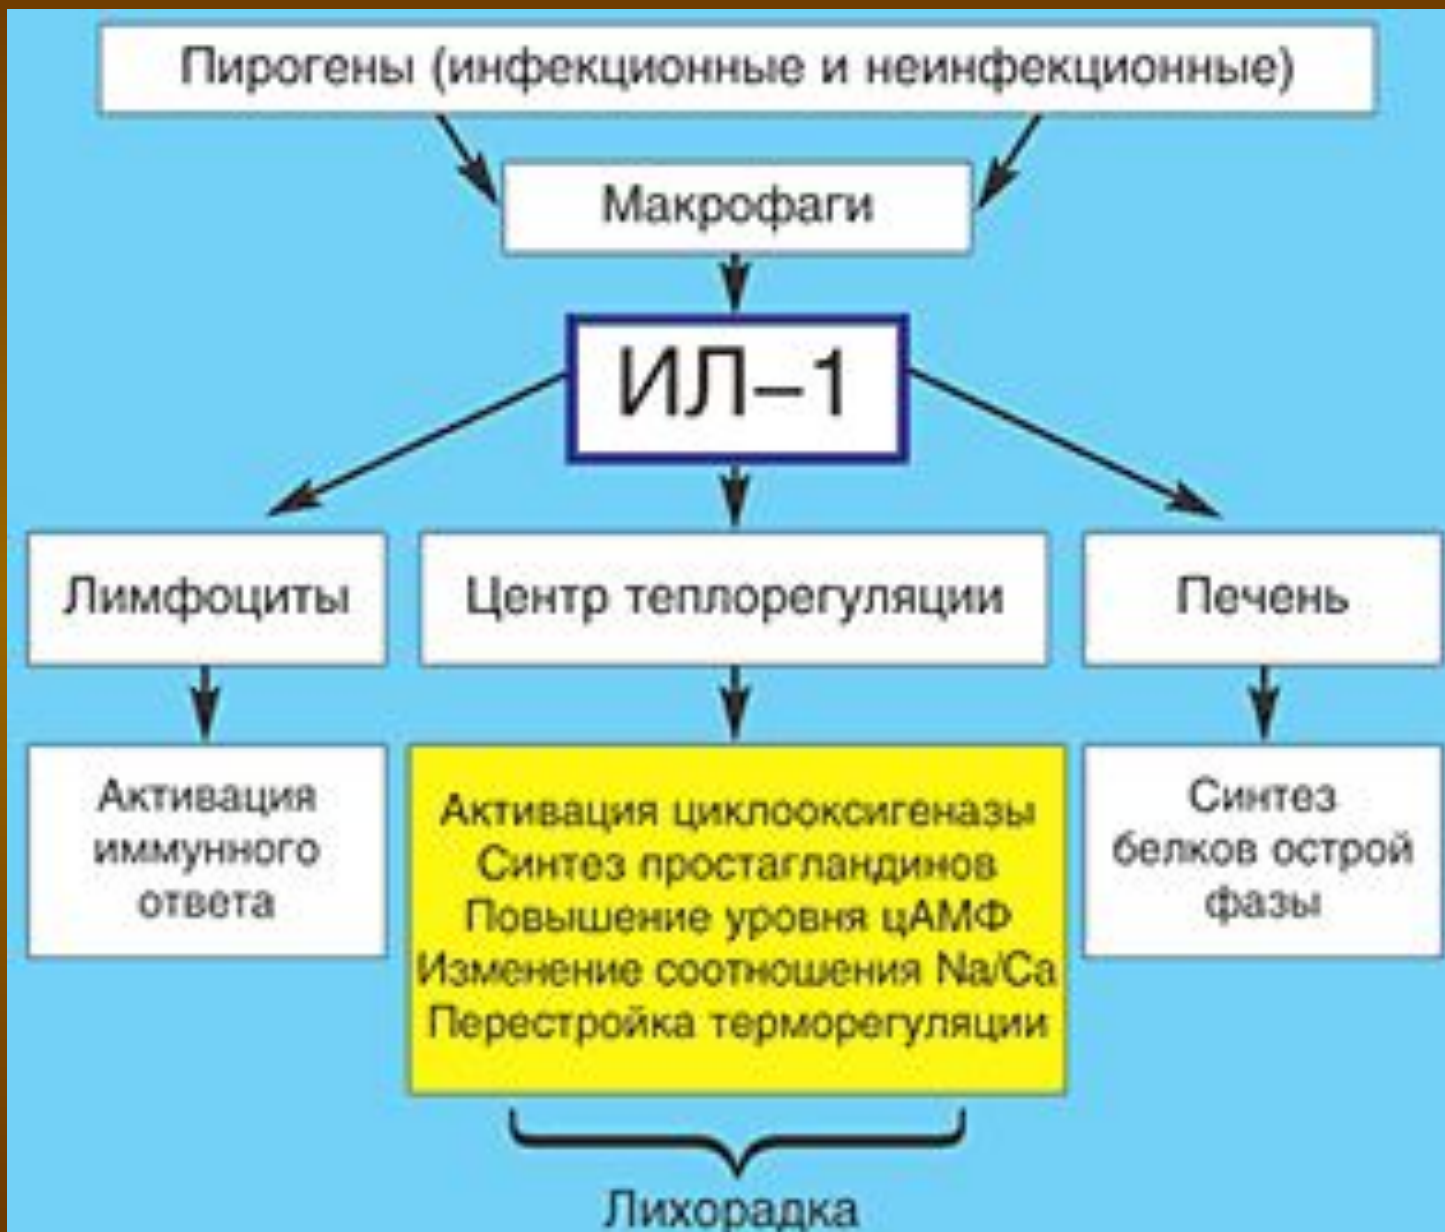 Пирогены (инфекционные и неинфекционные)
Макрофаги
ИЛ–1
Лимфоциты
Центр теплорегуляции
Печень
Активация
иммунного
ответа
Активация циклооксигеназы
Синтез простагландинов
Повышение уровня цАМФ
Изменение соотношения Na/Ca
Перестройка терморегуляции
Синтез
белков острой
фазы
Лихорадка